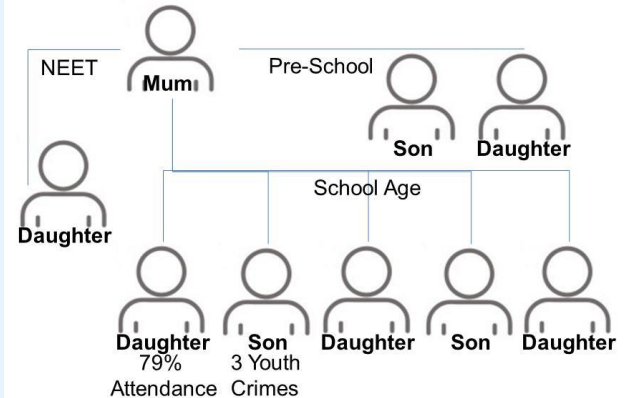 NEET
Mum
Pre-School
Son
Daughter
Daughter
School Age
Daughter
79%
Attendance
Son
3 Youth
Crimes
Daughter
Son
Daughter